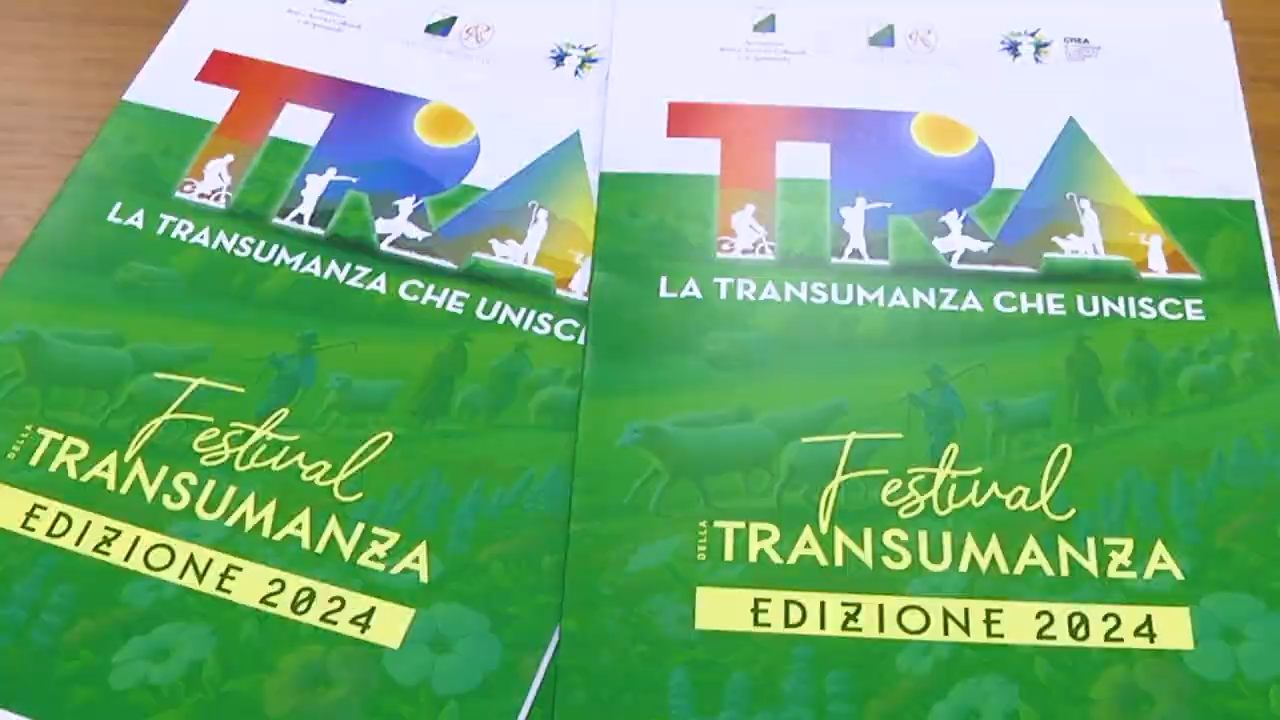 TRA
LA TRANSUMANZA CHE UNISCE
Festival
DELLA
TRANSUMANZA
EDIZIONE 2024
TRA
LA TRANSUMANZA CHE UNISCE
Festival
DELLA
TRANSUMANZA
EDIZIONE 2024